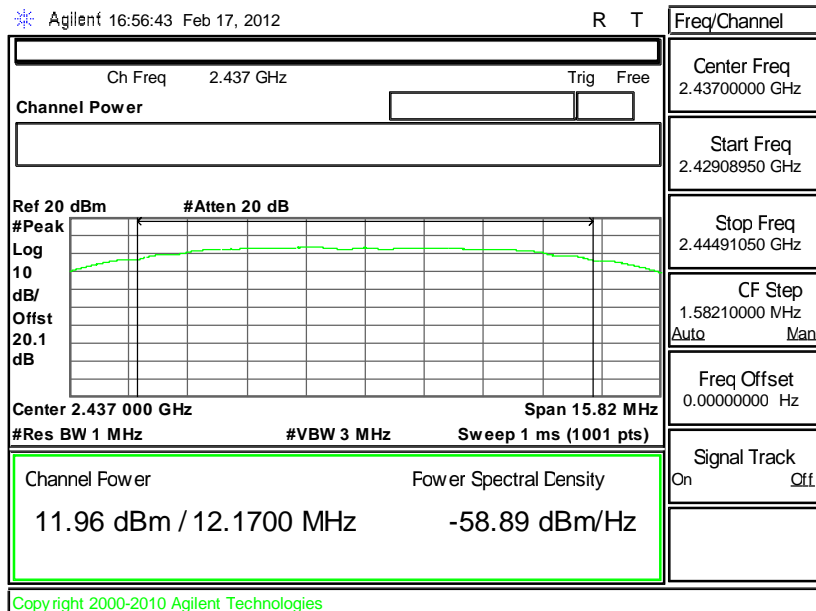 Agilent 16:56:43 Feb 17, 2012 R T
Freq/Channel
Ch Freq 2.437 GHz Trig Free
Channel Power
Center Freq
2.43700000 GHz
Start Freq
2.42908950 GHz
Stop Freq
2.44491050 GHz
CF Step
1.58210000 MHz
Auto Man
Freq Offset
0.00000000 Hz
Signal Track
On Off
Ref 20 dBm #Atten 20 dB
#Peak
Log
10
dB/
Offst
20.1
dB
Center 2.437 000 GHz Span 15.82 MHz
#Res BW 1 MHz #VBW 3 MHz Sweep 1 ms (1001 pts)
Channel Power Power Spectral Density
11.96 dBm / 12.1700 MHz -58.89 dBm/Hz
Copyright 2000-2010 Agilent Technologies